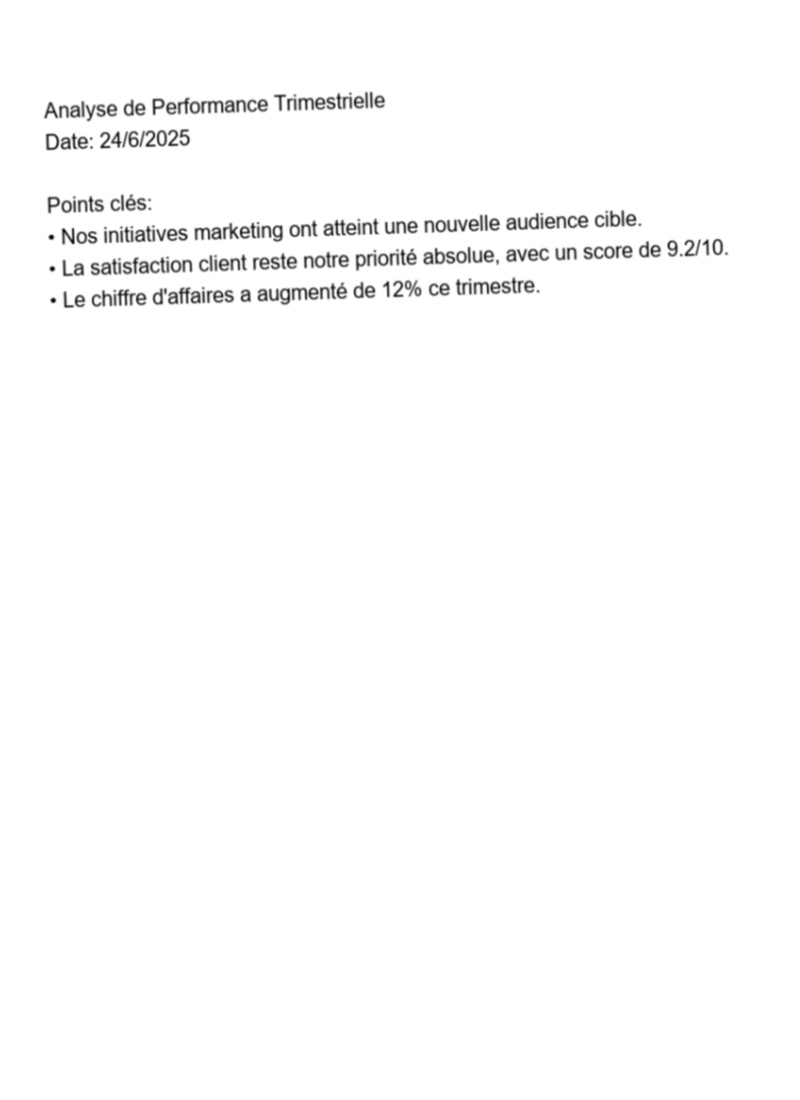 Analyse de Performance Trimestrielle
Date: 24/6/2025
Points clés:
• Nos initiatives marketing ont atteint une nouvelle audience cible.
• La satisfaction client reste notre priorité absolue, avec un score de 9.2/10.
• Le chiffre d'affaires a augmenté de 12% ce trimestre.